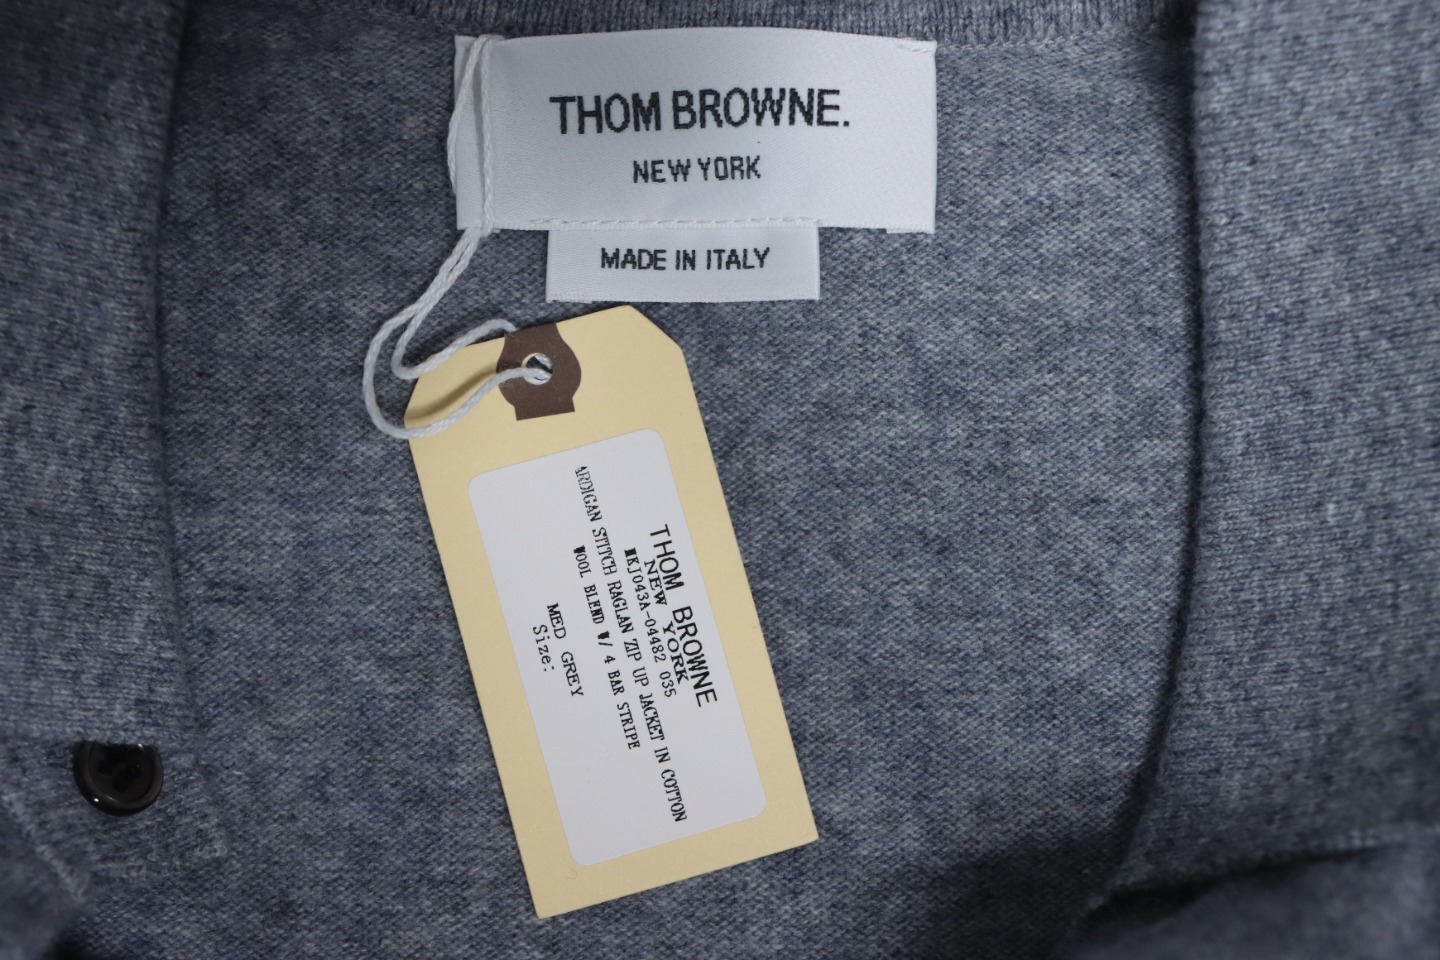 THOM BROWNE.
NEW YORK
MADE IN ITALY
THOM BROWNE
NEW YORK
MKJ043A-04482 035
ARDIGAN STITCH RAGLAN ZIP UP JACKET IN COTTON
WOOL BLEND W/ 4 BAR STRIPE
MED GREY
Size: